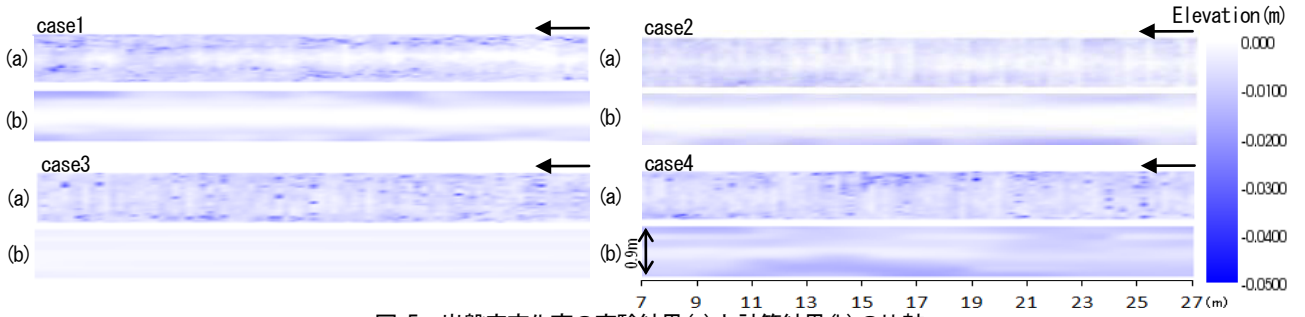 case1
(a)
(b)
case2
(a)
(b)
Elevation(m)
0.000
-0.0100
-0.0200
-0.0300
-0.0400
-0.0500
case3
(a)
(b)
case4
(a)
(b)
0.9m
7 9 11 13 15 17 19 21 23 25 27(m)